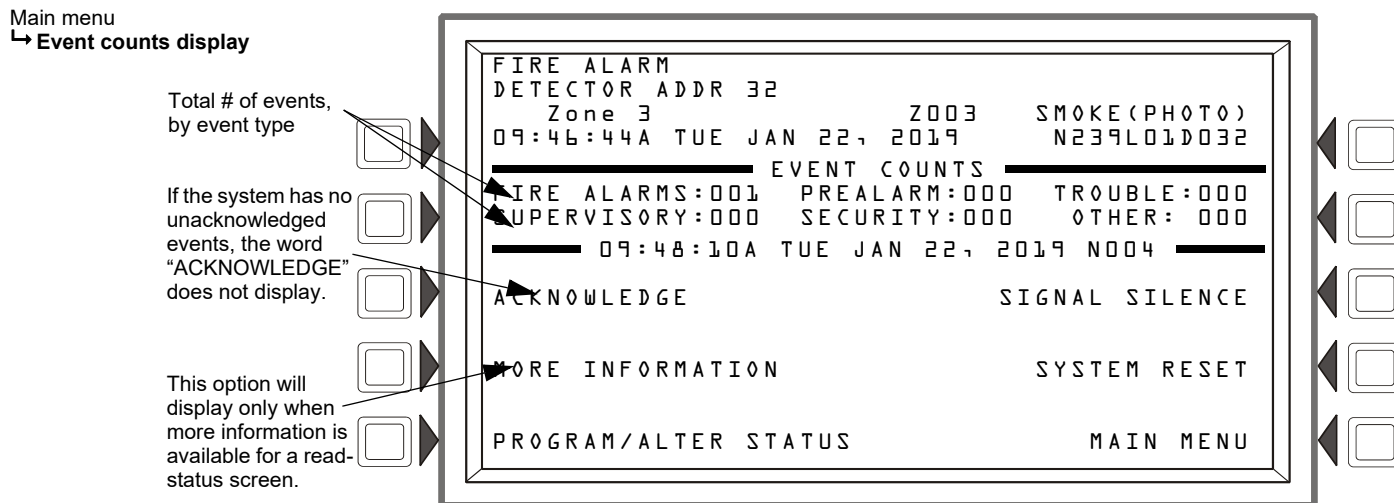 Main menu
Event counts display
Total # of events,
by event type
If the system has no
unacknowledged
events, the word
“ACKNOWLEDGE”
does not display.
This option will
display only when
more information is
available for a read-
status screen.
FIRE ALARM
DETECTOR ADDR 32
Zone 3 Z003 SMOKE(PHOTO)
09:46:44A TUE JAN 22, 2019 N239L01D032
EVENT COUNTS
FIRE ALARMS:001 PREALARM:000 TROUBLE:000
SUPERVISORY:000 SECURITY:000 OTHER: 000
09:48:10A TUE JAN 22, 2019 N004
ACKNOWLEDGE SIGNAL SILENCE
MORE INFORMATION SYSTEM RESET
PROGRAM/ALTER STATUS MAIN MENU